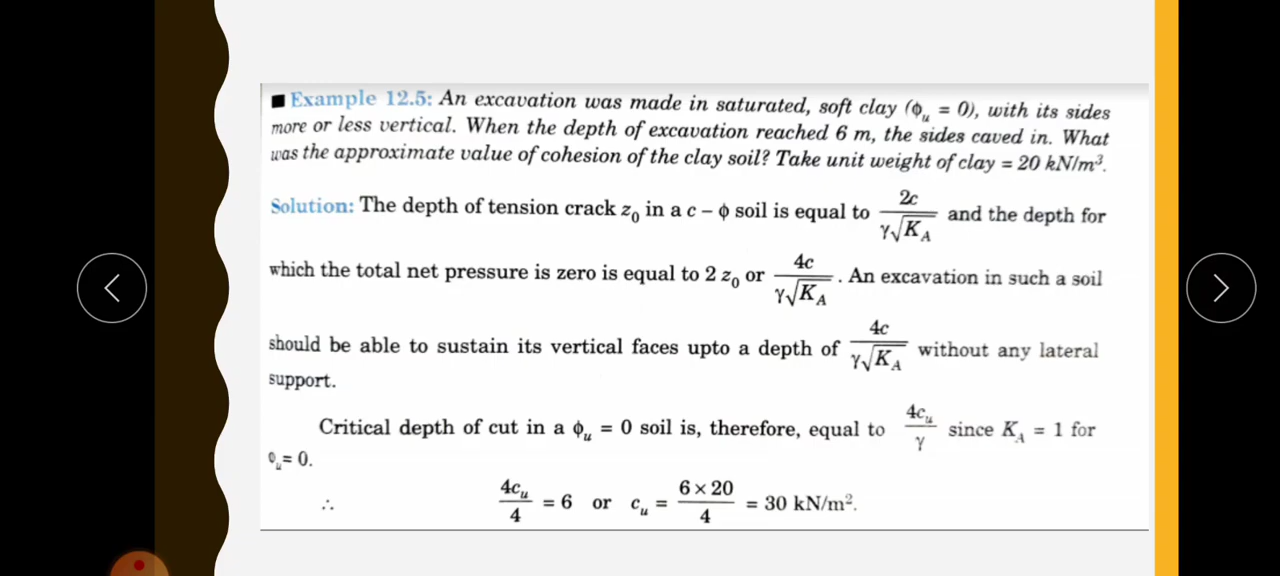 ■ Example 12.5: An excavation was made in saturated, soft clay (ϕᵤ = 0), with its sides
more or less vertical. When the depth of excavation reached 6 m, the sides caved in. What
was the approximate value of cohesion of the clay soil? Take unit weight of clay = 20 kN/m³.
Solution: The depth of tension crack z₀ in a c – ϕ soil is equal to 2c/γ√K_A and the depth for
which the total net pressure is zero is equal to 2 z₀ or 4c/γ√K_A . An excavation in such a soil
should be able to sustain its vertical faces upto a depth of 4c/γ√K_A without any lateral
support.
Critical depth of cut in a ϕᵤ = 0 soil is, therefore, equal to 4cᵤ/γ since K_A = 1 for
ϕᵤ = 0.
∴ 4cᵤ/4 = 6 or cᵤ = 6 × 20/4 = 30 kN/m².